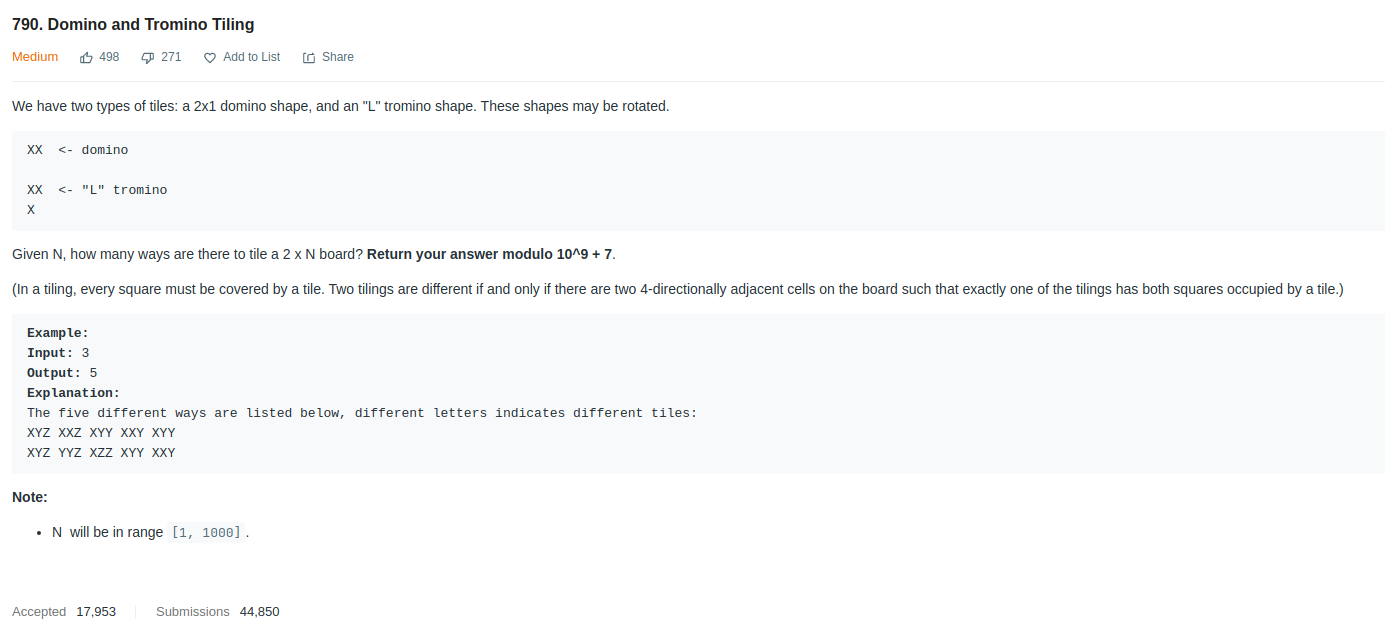 790. Domino and Tromino Tiling
Medium 498 271 Add to List Share
We have two types of tiles: a 2x1 domino shape, and an "L" tromino shape. These shapes may be rotated.
XX  <- domino
XX  <- "L" tromino
X
Given N, how many ways are there to tile a 2 x N board? Return your answer modulo 10^9 + 7.
(In a tiling, every square must be covered by a tile. Two tilings are different if and only if there are two 4-directionally adjacent cells on the board such that exactly one of the tilings has both squares occupied by a tile.)
Example:
Input: 3
Output: 5
Explanation:
The five different ways are listed below, different letters indicates different tiles:
XYZ XXZ XYY XXY XYY
XYZ YYZ XZZ XYY XXY
Note:
• N  will be in range [1, 1000].
Accepted 17,953 Submissions 44,850